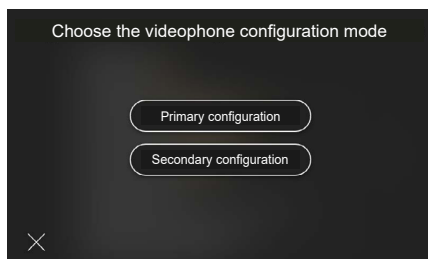 Choose the videophone configuration mode
Primary configuration
Secondary configuration